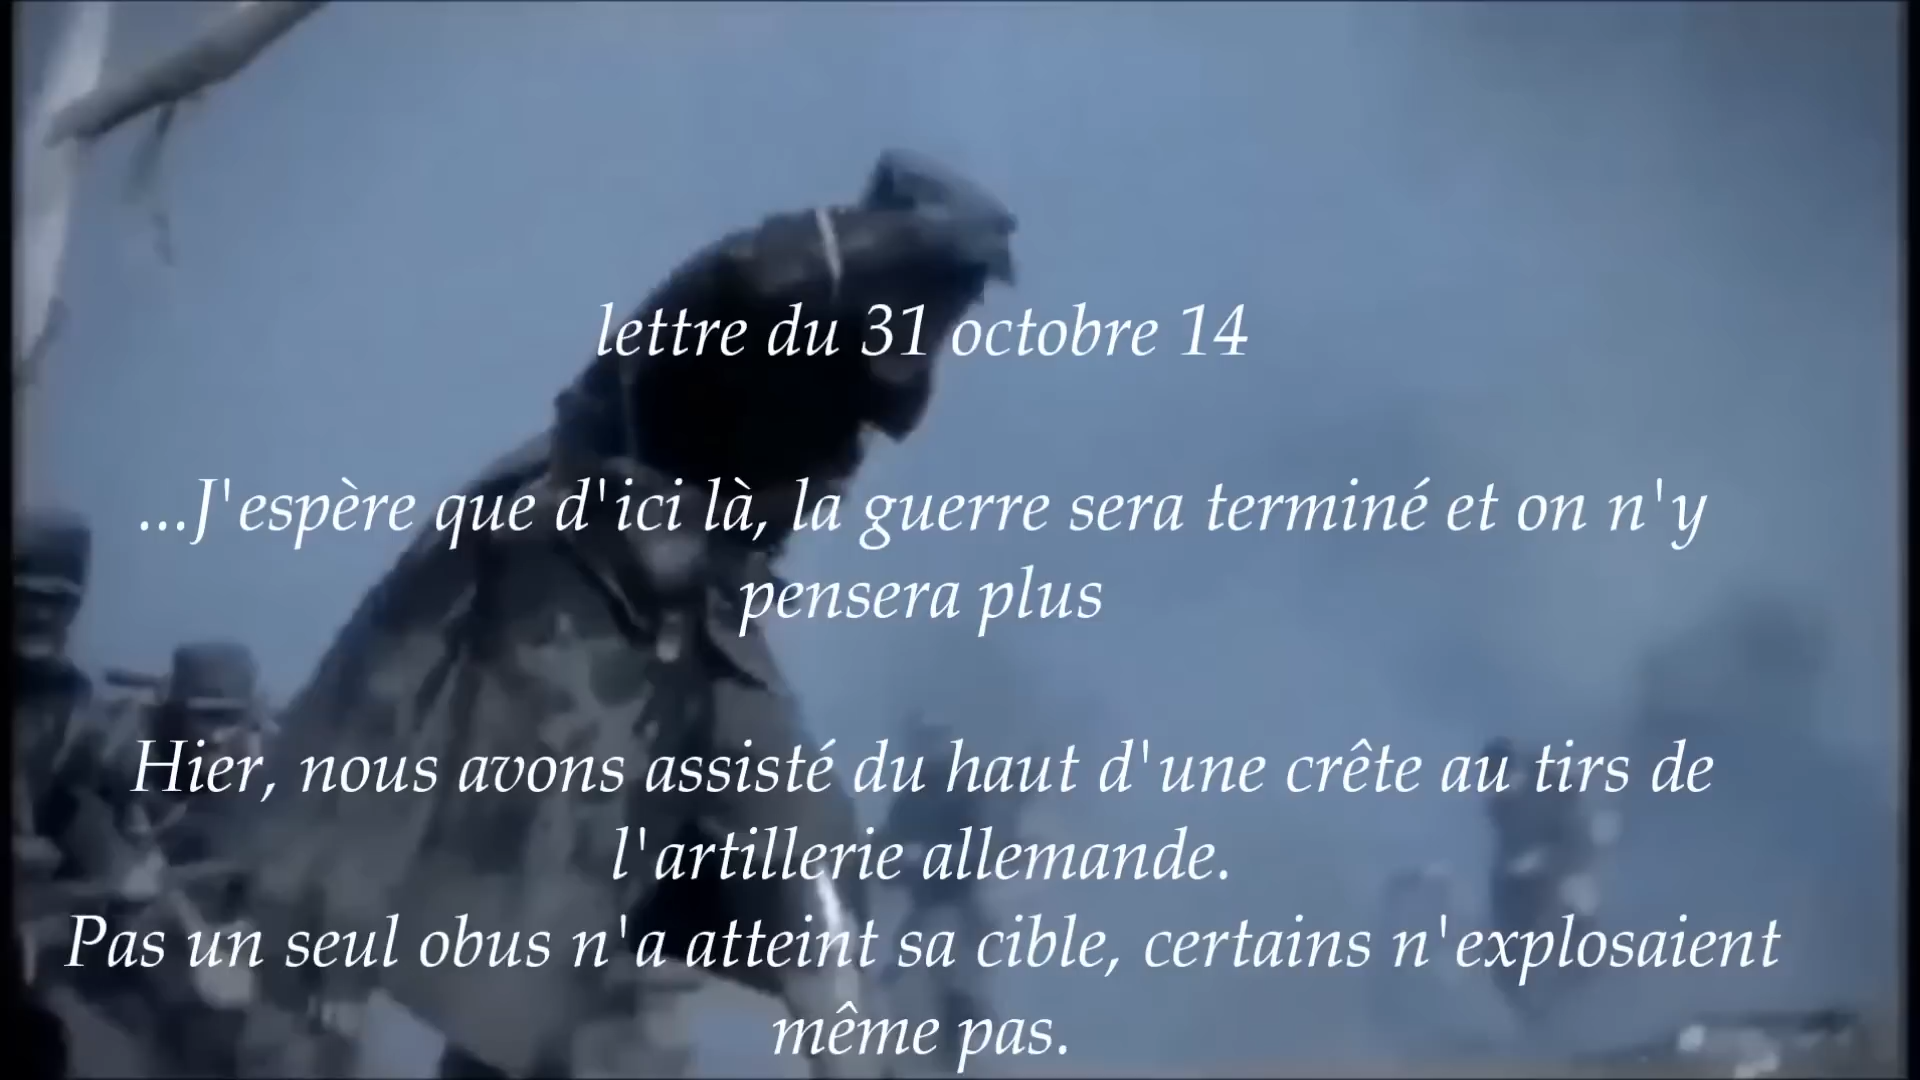 lettre du 31 octobre 14
...J'espère que d'ici là, la guerre sera terminé et on n'y
pensera plus
Hier, nous avons assisté du haut d'une crête au tirs de
l'artillerie allemande.
Pas un seul obus n'a atteint sa cible, certains n'explosaient
même pas.